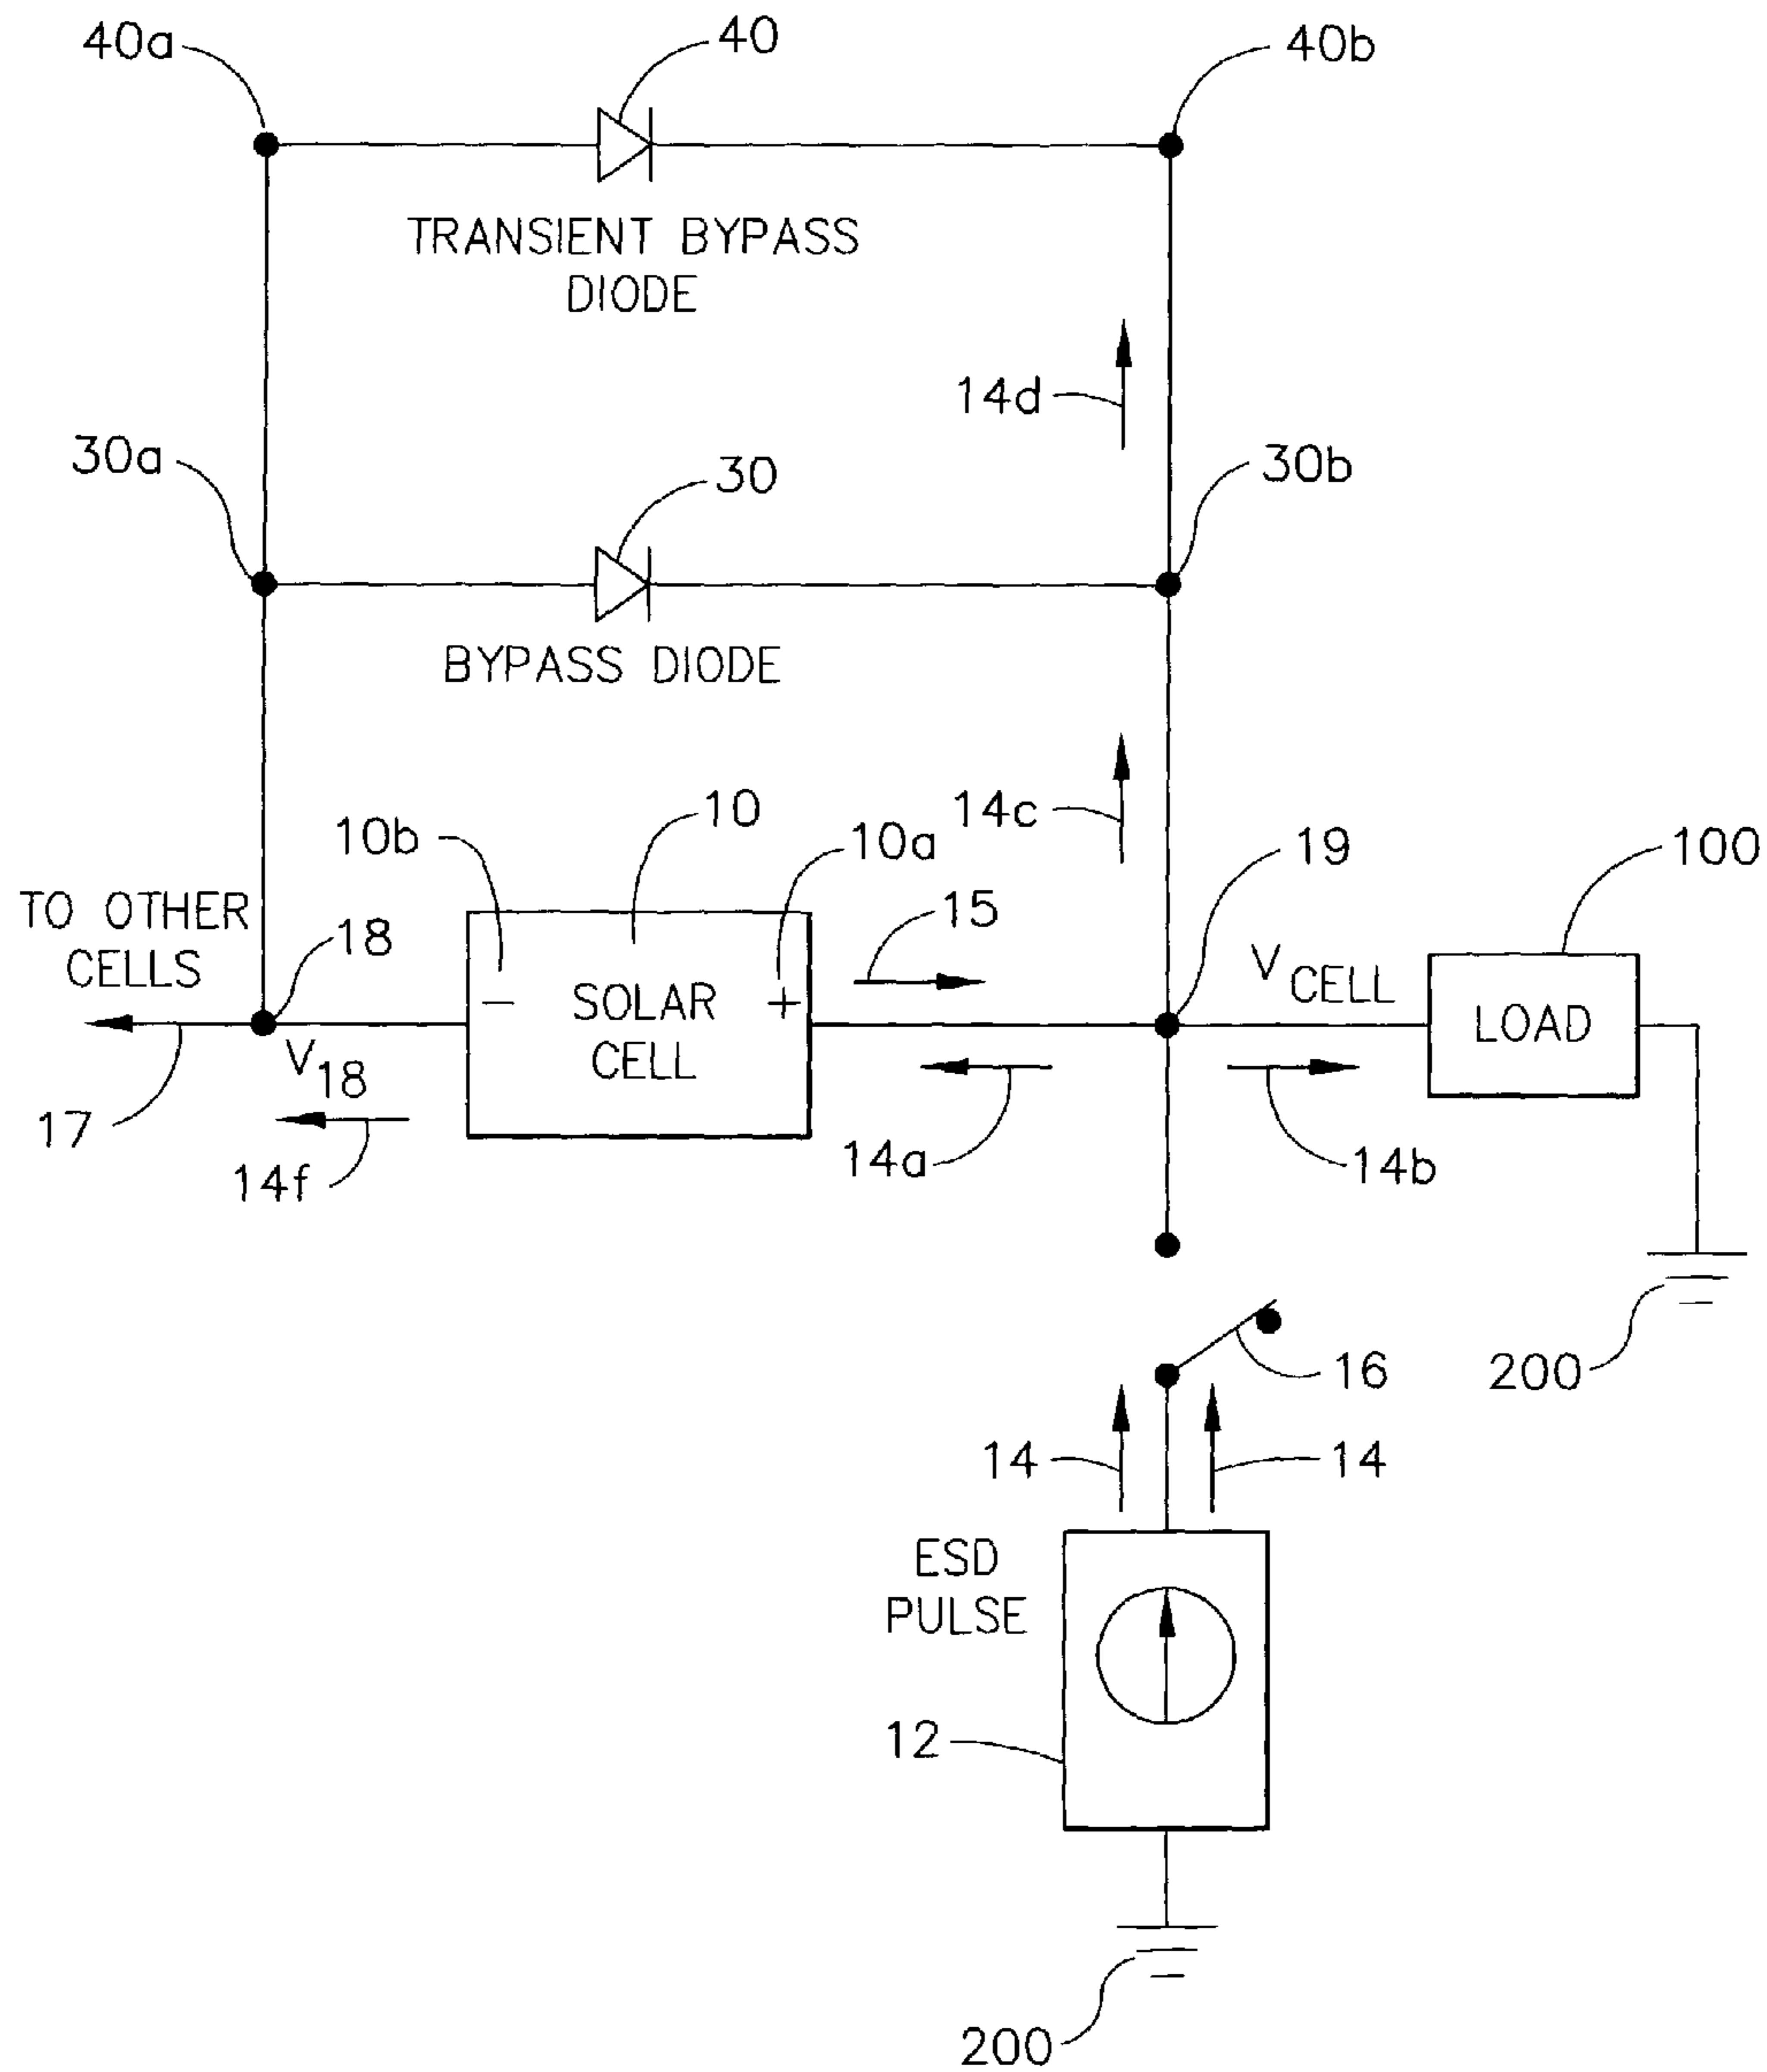 40a
40
40b
TRANSIENT BYPASS
DIODE
14d
30a
30
30b
BYPASS DIODE
10b
10
14c
10a
19
100
TO OTHER
CELLS
18
15
V CELL
− SOLAR +
CELL
LOAD
V18
17
14f
14a
14b
16
200
14
14
ESD
PULSE
12
200